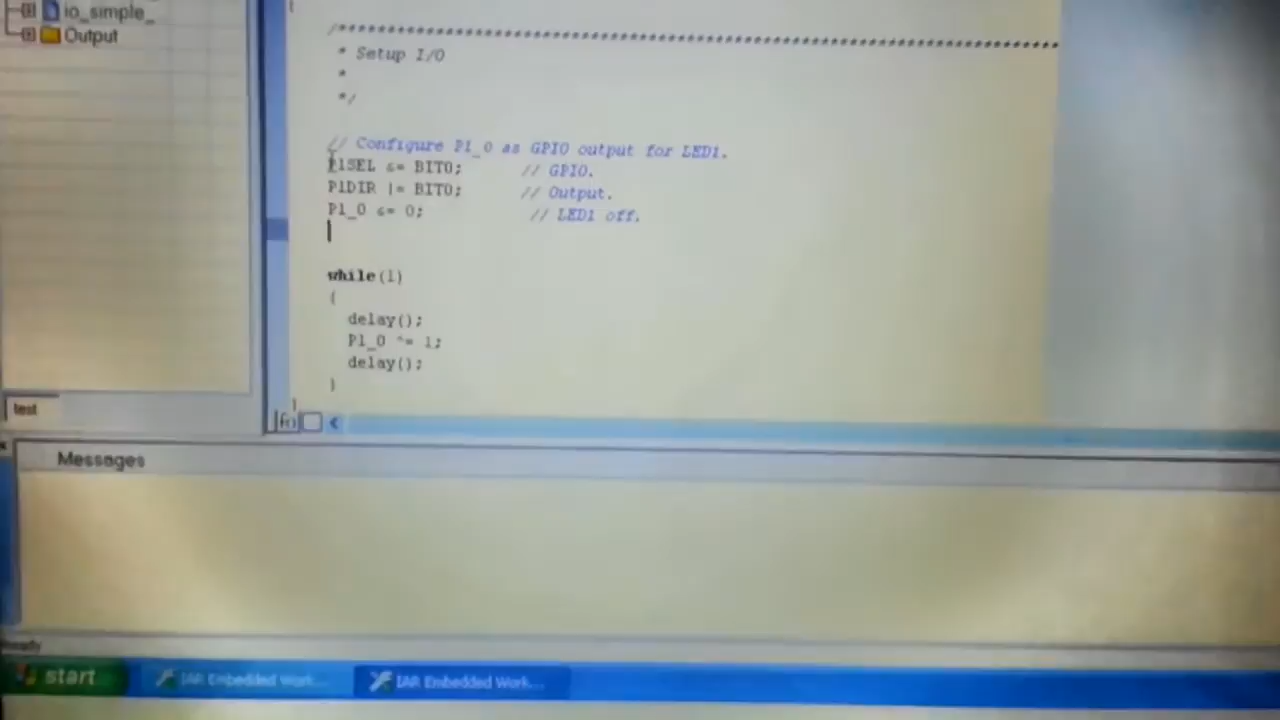 io_simple_
Output
/****************************************************************************
* Setup I/O
*
*/
// Configure P1_0 as GPIO output for LED1.
P1SEL &= BIT0; // GPIO.
P1DIR |= BIT0; // Output.
P1_0 &= 0; // LED1 off.
while(1)
{
delay();
P1_0 ^= 1;
delay();
}
}
test
Messages
Ready
start
IAR Embedded Work...
IAR Embedded Work...